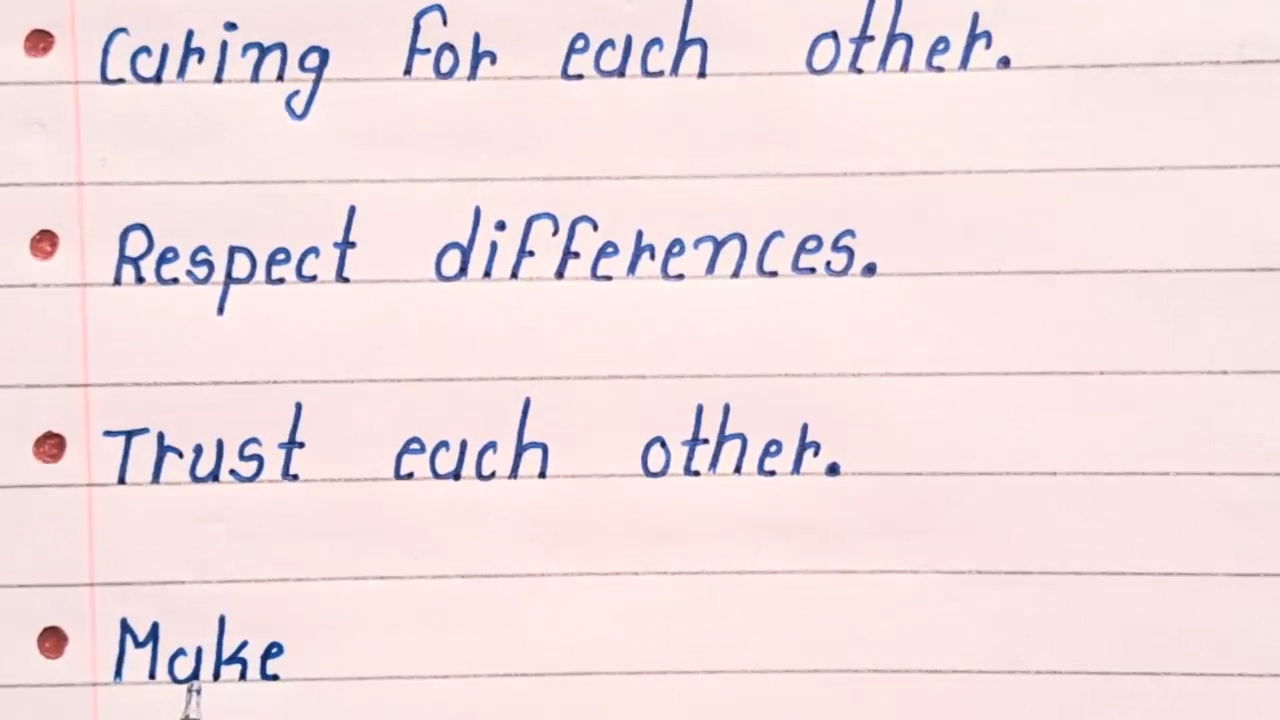 • Caring for each other.
• Respect differences.
• Trust each other.
• Make